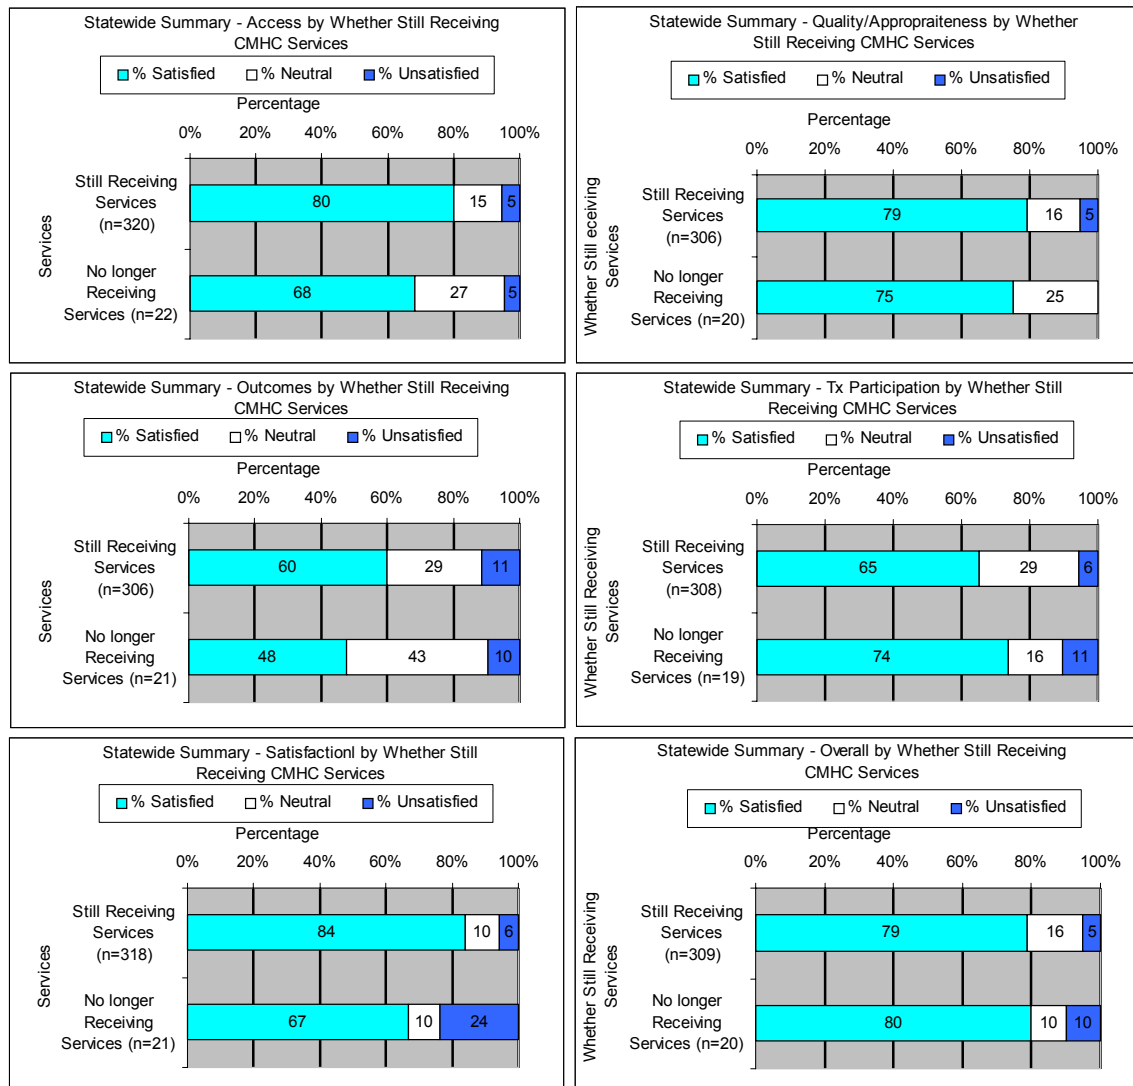 Statewide Summary - Access by Whether Still Receiving
CMHC Services
% Satisfied % Neutral % Unsatisfied
Percentage
0% 20% 40% 60% 80% 100%
Services
Still Receiving
Services
(n=320)
80 15 5
No longer
Receiving
Services (n=22)
68 27 5
Statewide Summary - Quality/Appropraiteness by Whether
Still Receiving CMHC Services
% Satisfied % Neutral % Unsatisfied
Percentage
0% 20% 40% 60% 80% 100%
Whether Still eceiving
Services
Still Receiving
Services
(n=306)
79 16 5
No longer
Receiving
Services (n=20)
75 25
Statewide Summary - Outcomes by Whether Still Receiving
CMHC Services
% Satisfied % Neutral % Unsatisfied
Percentage
0% 20% 40% 60% 80% 100%
Services
Still Receiving
Services
(n=306)
60 29 11
No longer
Receiving
Services (n=21)
48 43 10
Statewide Summary - Tx Participation by Whether Still
Receiving CMHC Services
% Satisfied % Neutral % Unsatisfied
Percentage
0% 20% 40% 60% 80% 100%
Whether Still Receiving
Services
Still Receiving
Services
(n=308)
65 29 6
No longer
Receiving
Services (n=19)
74 16 11
Statewide Summary - Satisfactionl by Whether Still
Receiving CMHC Services
% Satisfied % Neutral % Unsatisfied
Percentage
0% 20% 40% 60% 80% 100%
Services
Still Receiving
Services
(n=318)
84 10 6
No longer
Receiving
Services (n=21)
67 10 24
Statewide Summary - Overall by Whether Still Receiving
CMHC Services
% Satisfied % Neutral % Unsatisfied
Percentage
0% 20% 40% 60% 80% 100%
Whether Still Receiving
Services
Still Receiving
Services
(n=309)
79 16 5
No longer
Receiving
Services (n=20)
80 10 10